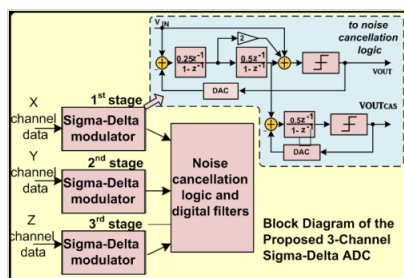 V IN
to noise
cancellation
logic
2
0.25z-1
1-z-1
0.5z-1
1-z-1
VOUT
DAC
VOUTCAS
0.5z-1
1-z-1
DAC
X
channel
data
1st stage
Sigma-Delta
modulator
Y
channel
data
2nd stage
Sigma-Delta
modulator
Z
channel
data
3rd stage
Sigma-Delta
modulator
Noise
cancellation
logic and
digital filters
Block Diagram of the
Proposed 3-Channel
Sigma-Delta ADC